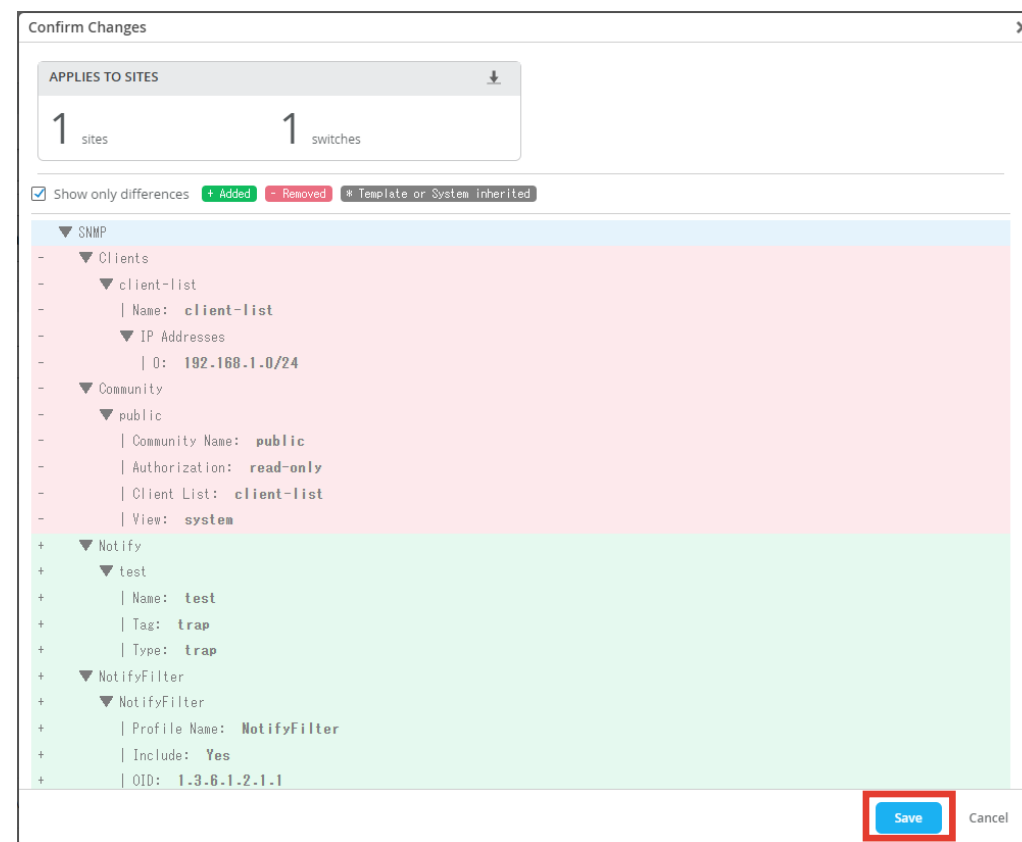 Confirm Changes
APPLIES TO SITES
1 sites 1 switches
Show only differences + Added - Removed * Template or System inherited
▼ SNMP
- ▼ Clients
- ▼ client-list
- | Name: client-list
- ▼ IP Addresses
- | 0: 192.168.1.0/24
- ▼ Community
- ▼ public
- | Community Name: public
- | Authorization: read-only
- | Client List: client-list
- | View: system
+ ▼ Notify
+ ▼ test
+ | Name: test
+ | Tag: trap
+ | Type: trap
+ ▼ NotifyFilter
+ ▼ NotifyFilter
+ | Profile Name: NotifyFilter
+ | Include: Yes
+ | OID: 1.3.6.1.2.1.1
Save Cancel